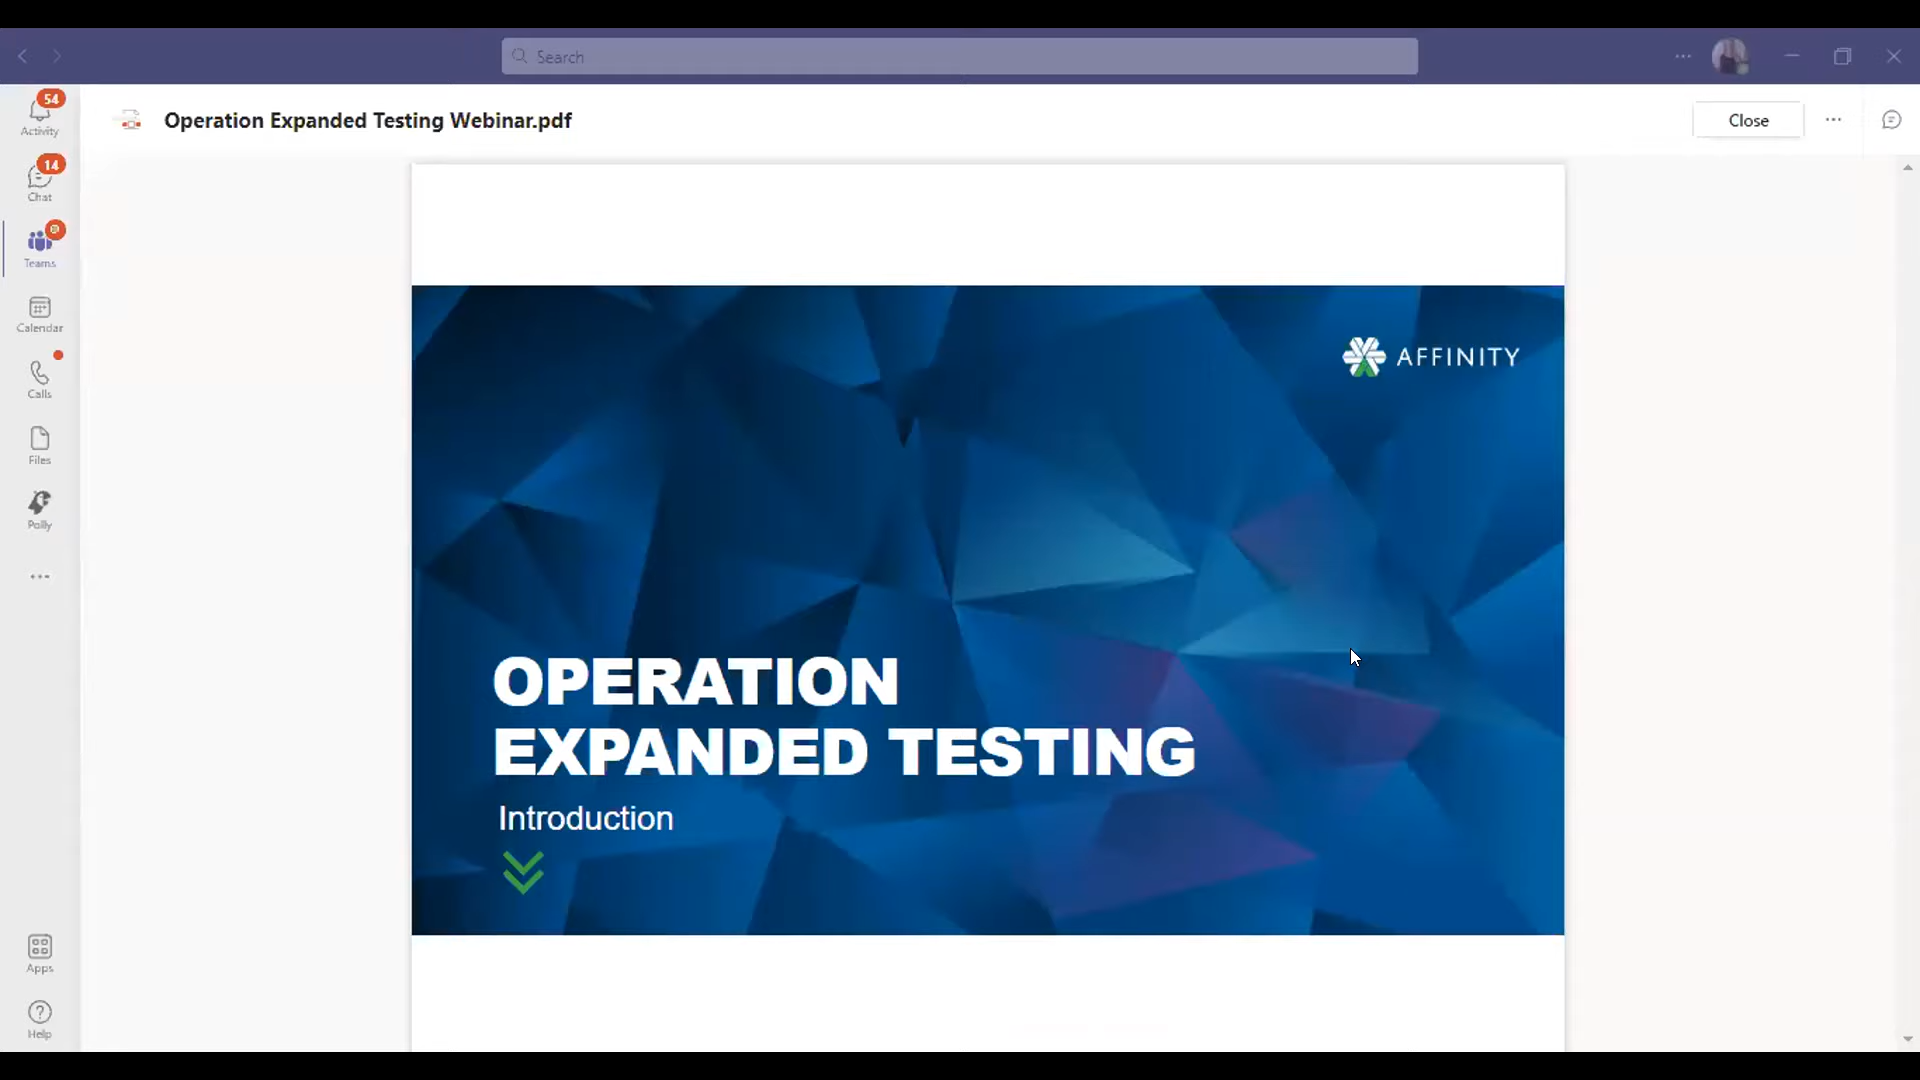 Search
54
Activity
14
Chat
Teams
Calendar
Calls
Files
Polly
Apps
Help
Operation Expanded Testing Webinar.pdf
Close
AFFINITY
OPERATION
EXPANDED TESTING
Introduction